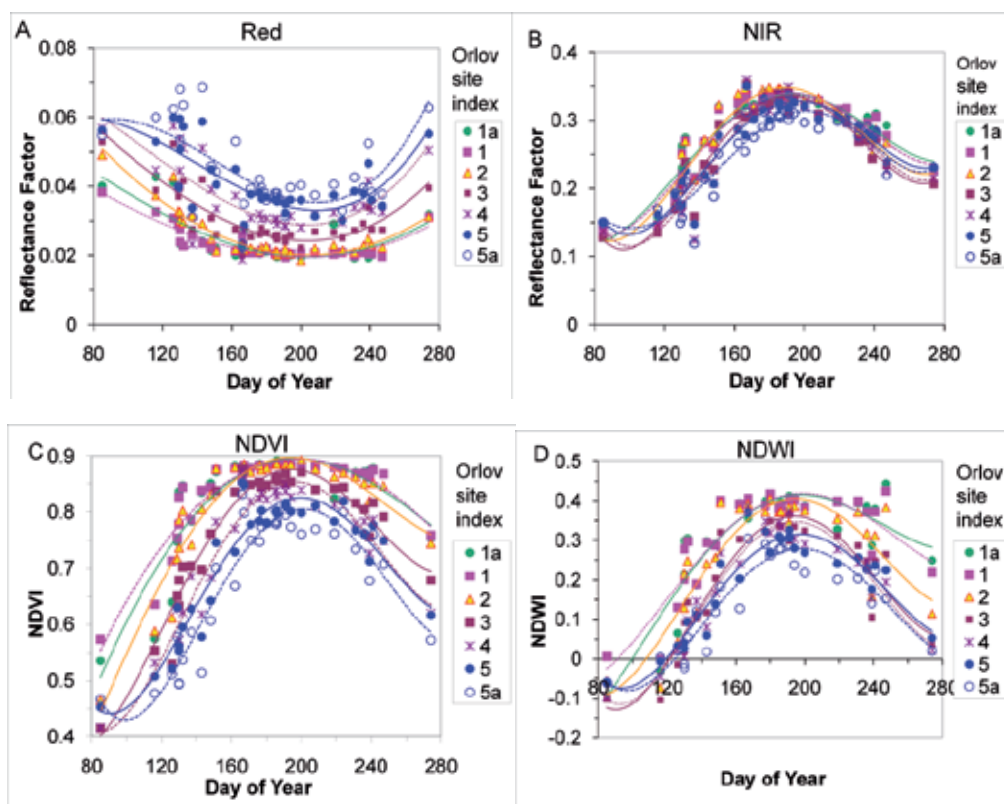 A
Red
0.08
0.06
0.04
0.02
0
Reflectance Factor
80 120 160 200 240 280
Day of Year
Orlov
site
index
1a
1
2
3
4
5
5a
B
NIR
0.4
0.3
0.2
0.1
0
Reflectance Factor
80 120 160 200 240 280
Day of Year
Orlov
site
index
1a
1
2
3
4
5
5a
C
NDVI
0.9
0.8
0.7
0.6
0.5
0.4
NDVI
80 120 160 200 240 280
Day of Year
Orlov
site
index
1a
1
2
3
4
5
5a
D
NDWI
0.5
0.4
0.3
0.2
0.1
0
-0.1
-0.2
NDWI
80 120 160 200 240 280
Day of Year
Orlov
site
index
1a
1
2
3
4
5
5a